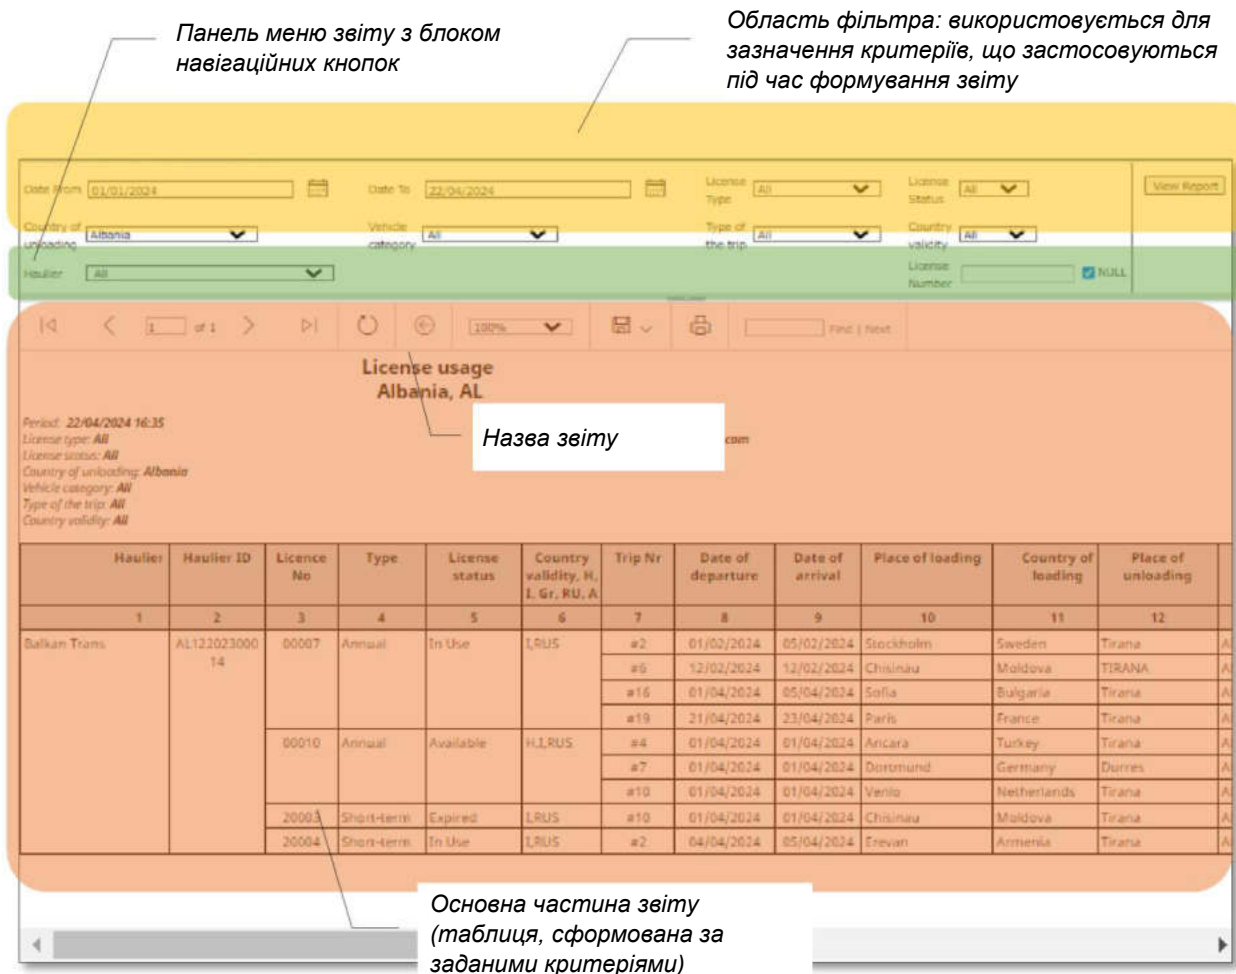 Панель меню звіту з блоком
навігаційних кнопок
Область фільтра: використовується для
зазначення критеріїв, що застосовуються
під час формування звіту
Date From 01/01/2024 Date To 22/04/2024 License Type All License Status All View Report
Country of unloading Albania Vehicle category All Type of the trip All Country validity All
Haulier All License Number NULL
1 of 1 100% Find | Next
License usage
Albania, AL
Назва звіту
com
Period: 22/04/2024 16:35
License type: All
License status: All
Country of unloading: Albania
Vehicle category: All
Type of the trip: All
Country validity: All
Haulier Haulier ID Licence No Type License status Country validity, H, I, Gr, RU, A Trip Nr Date of departure Date of arrival Place of loading Country of loading Place of unloading
1 2 3 4 5 6 7 8 9 10 11 12
Balkan Trans AL122023000 14 00007 Annual In Use I,RUS #2 01/02/2024 05/02/2024 Stockholm Sweden Tirana
#6 12/02/2024 12/02/2024 Chisinau Moldova TIRANA
#16 01/04/2024 05/04/2024 Sofia Bulgaria Tirana
#19 21/04/2024 23/04/2024 Paris France Tirana
00010 Annual Available H,I,RUS #4 01/04/2024 01/04/2024 Ancara Turkey Tirana
#7 01/04/2024 01/04/2024 Dortmund Germany Durres
#10 01/04/2024 01/04/2024 Venlo Netherlands Tirana
20003 Short-term Expired I,RUS #10 01/04/2024 01/04/2024 Chisinau Moldova Tirana
20004 Short-term In Use I,RUS #2 04/04/2024 05/04/2024 Erevan Armenia Tirana
Основна частина звіту
(таблиця, сформована за
заданими критеріями)